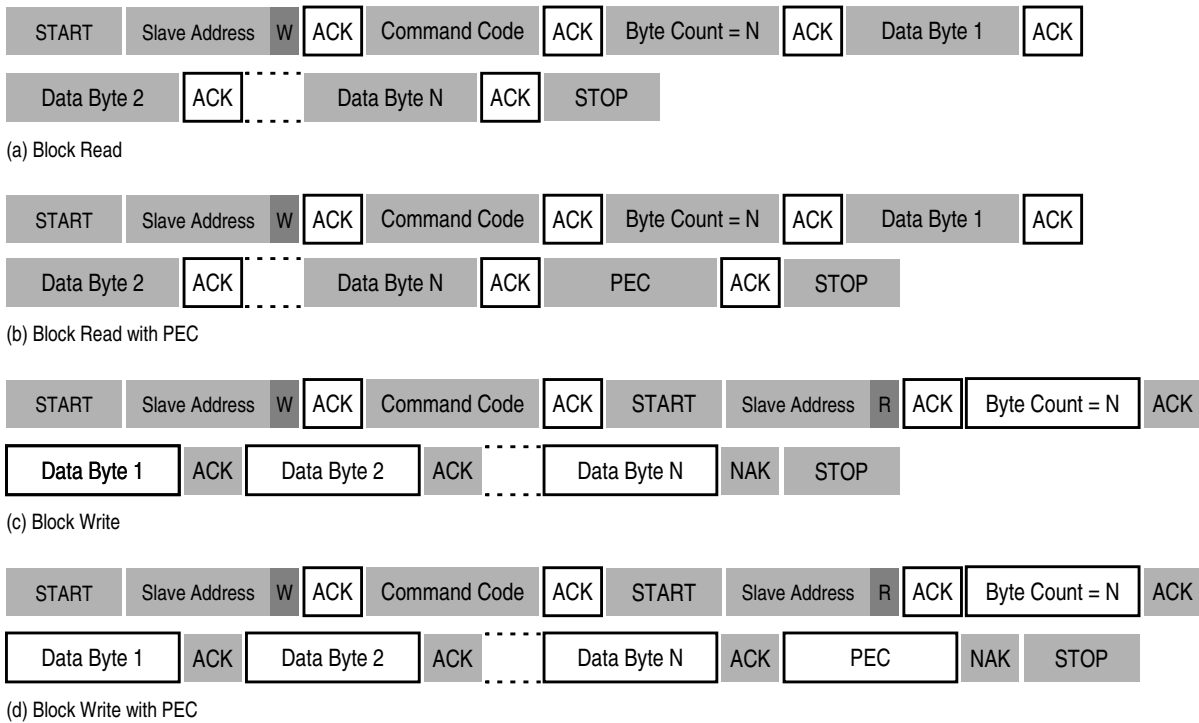 START Slave Address W ACK Command Code ACK Byte Count = N ACK Data Byte 1 ACK
Data Byte 2 ACK Data Byte N ACK STOP
(a) Block Read
START Slave Address W ACK Command Code ACK Byte Count = N ACK Data Byte 1 ACK
Data Byte 2 ACK Data Byte N ACK PEC ACK STOP
(b) Block Read with PEC
START Slave Address W ACK Command Code ACK START Slave Address R ACK Byte Count = N ACK
Data Byte 1 ACK Data Byte 2 ACK Data Byte N NAK STOP
(c) Block Write
START Slave Address W ACK Command Code ACK START Slave Address R ACK Byte Count = N ACK
Data Byte 1 ACK Data Byte 2 ACK Data Byte N ACK PEC NAK STOP
(d) Block Write with PEC